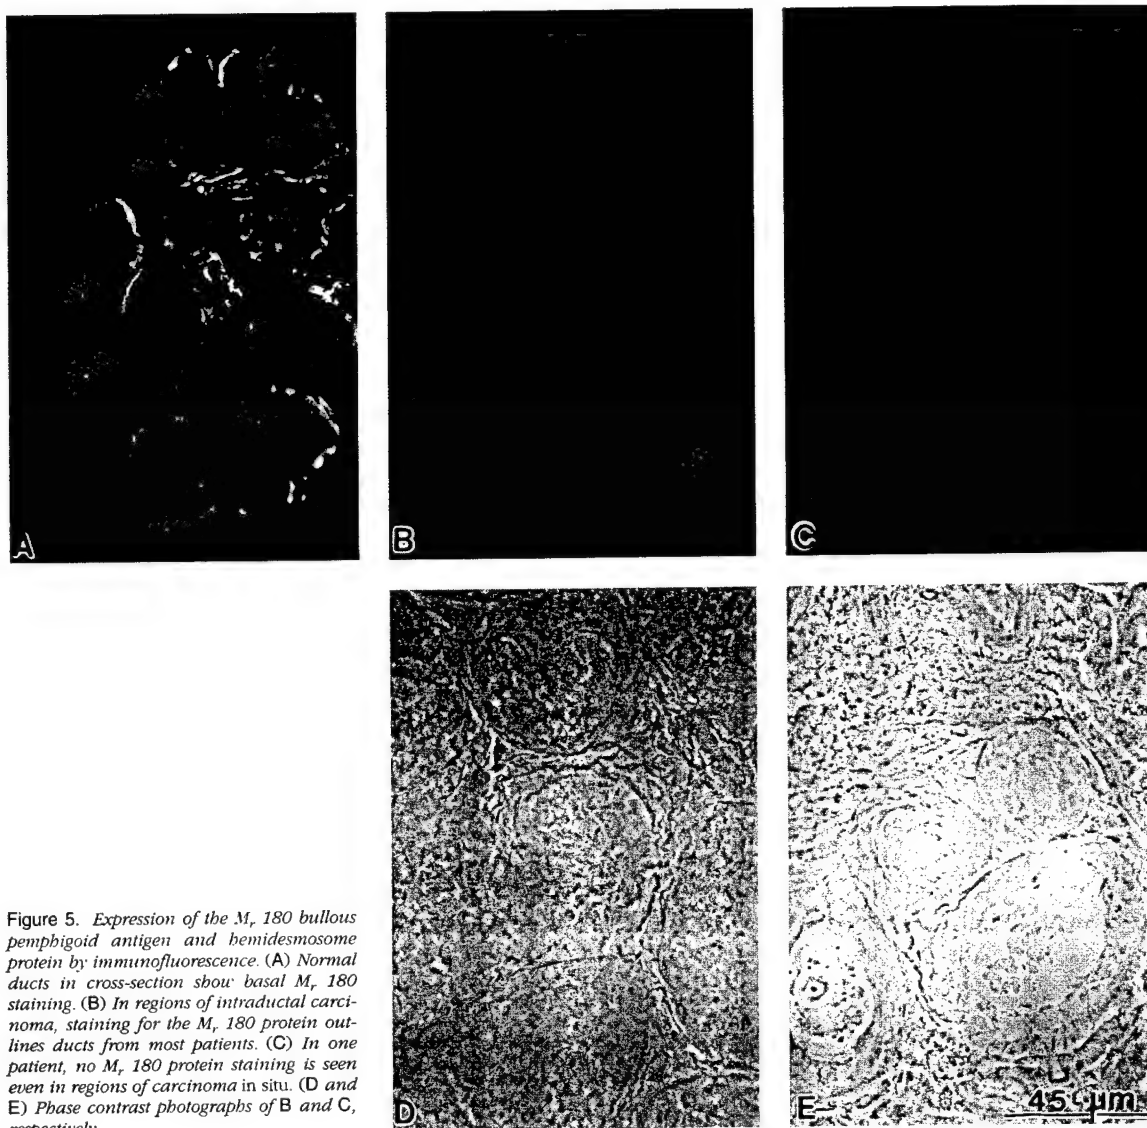 A
B
C
Figure 5. Expression of the Mr 180 bullous
pemphigoid antigen and hemidesmosome
protein by immunofluorescence. (A) Normal
ducts in cross-section show basal Mr 180
staining. (B) In regions of intraductal carci-
noma, staining for the Mr 180 protein out-
lines ducts from most patients. (C) In one
patient, no Mr 180 protein staining is seen
even in regions of carcinoma in situ. (D and
E) Phase contrast photographs of B and C,
respectively.
D
E
45 µm